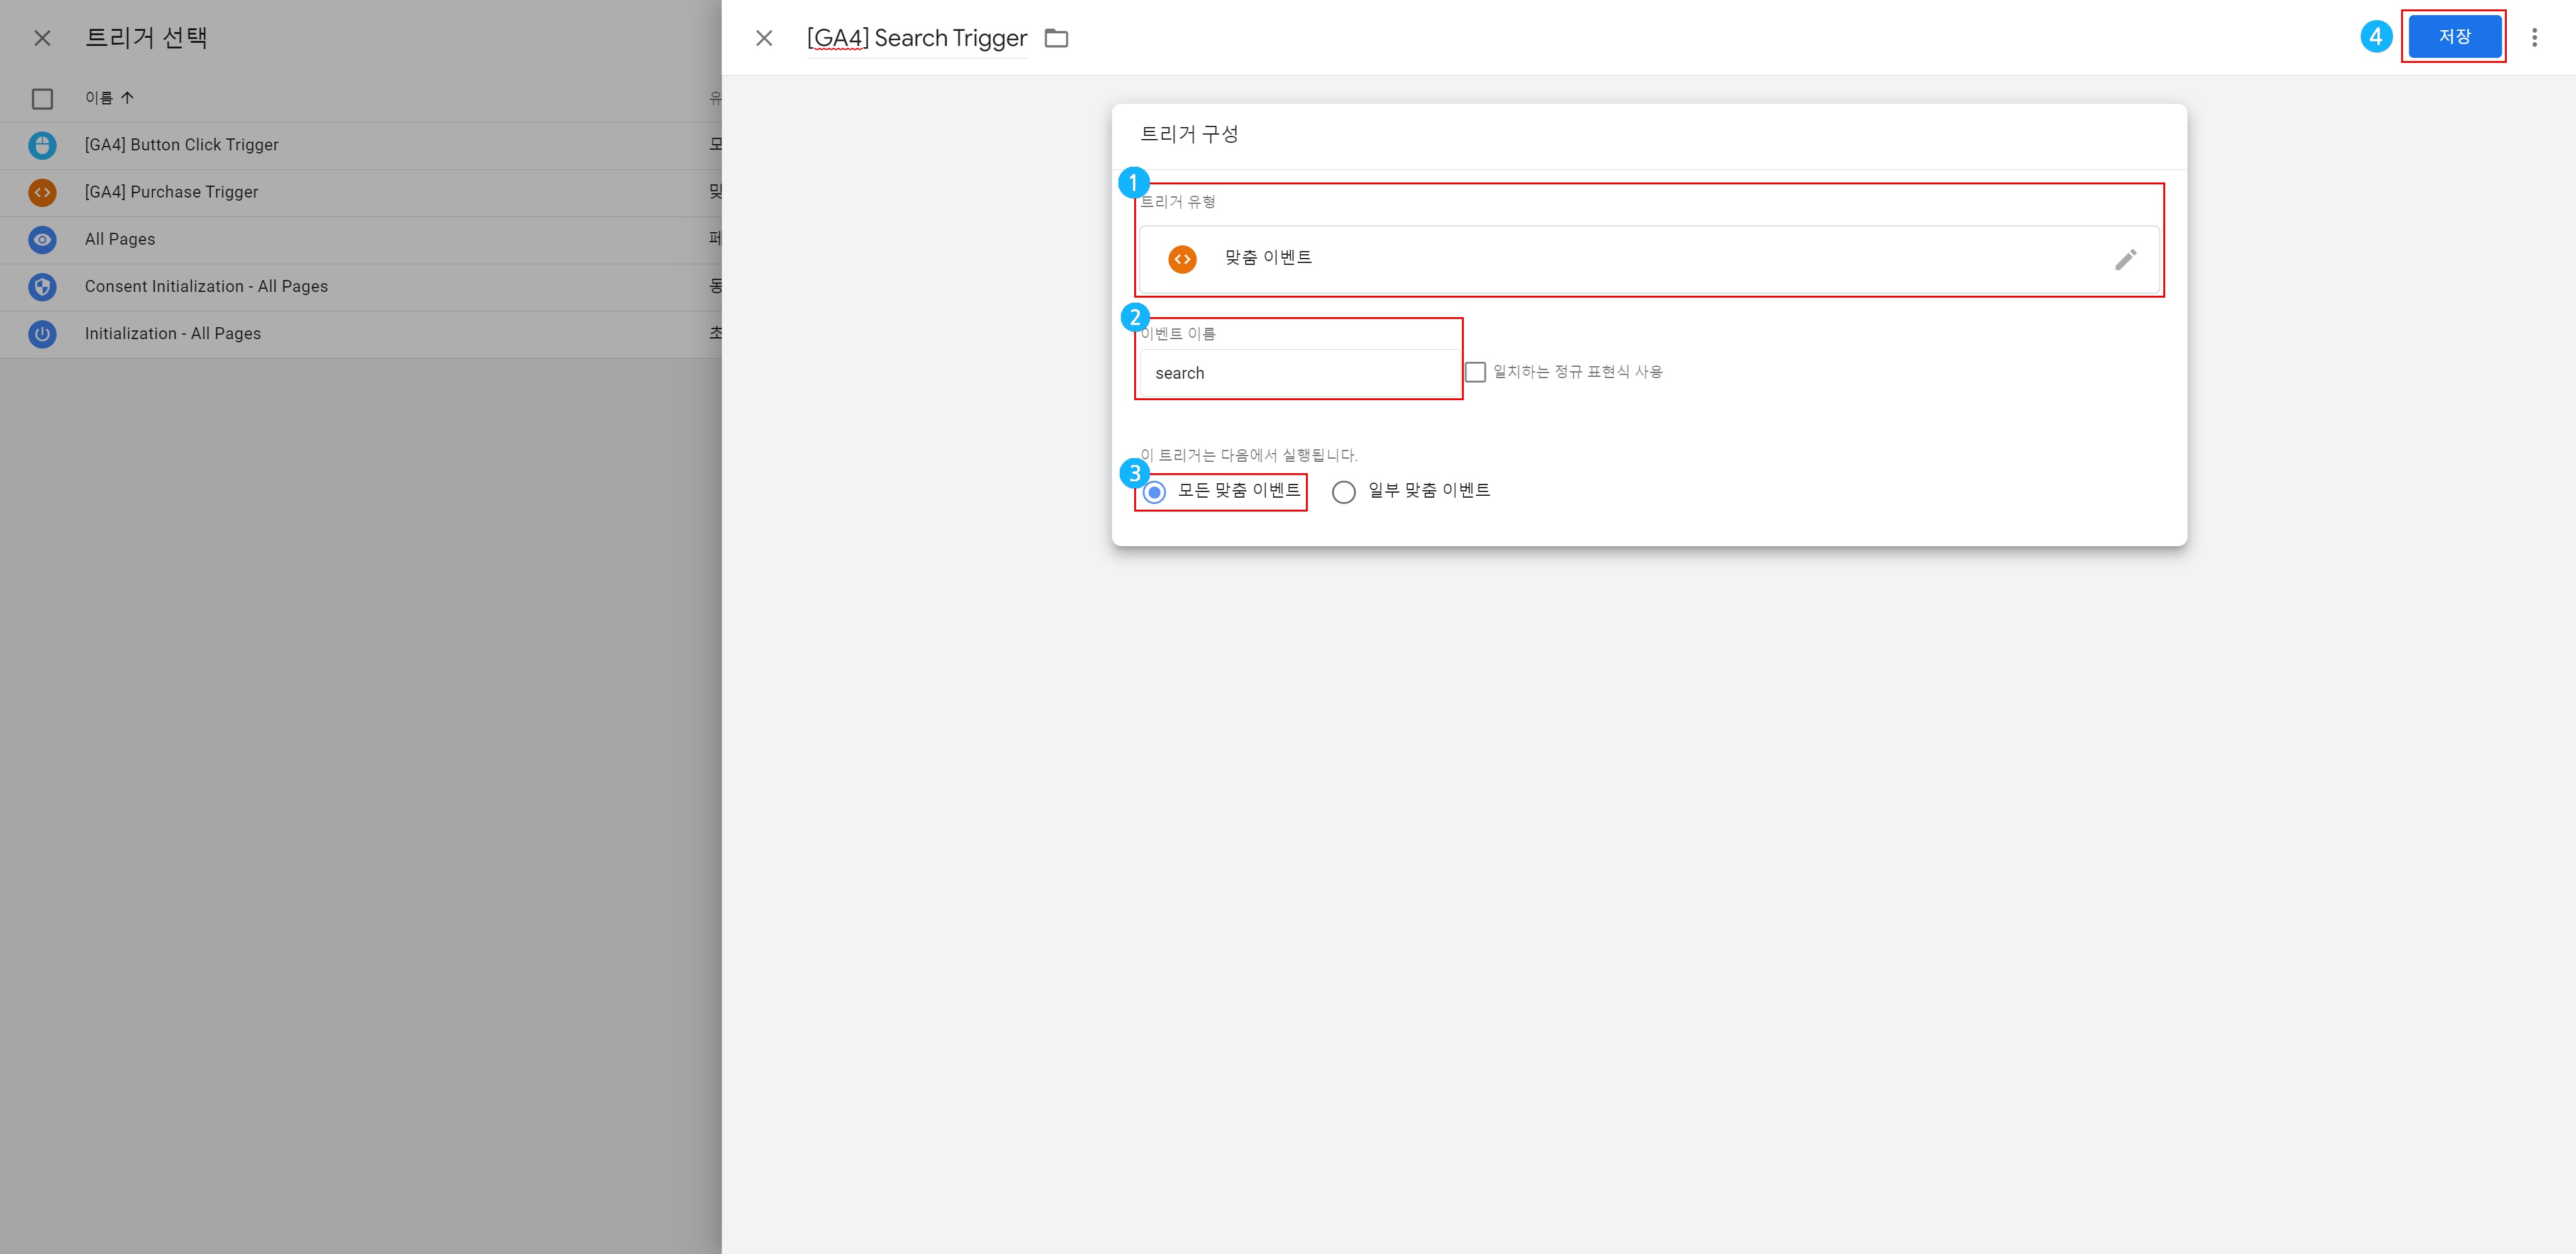 트리거 선택
이름
유
[GA4] Button Click Trigger
모
[GA4] Purchase Trigger
맞
All Pages
페
Consent Initialization - All Pages
동
Initialization - All Pages
초
[GA4] Search Trigger
4
저장
트리거 구성
1
트리거 유형
맞춤 이벤트
2
이벤트 이름
search
일치하는 정규 표현식 사용
이 트리거는 다음에서 실행됩니다.
3
모든 맞춤 이벤트
일부 맞춤 이벤트